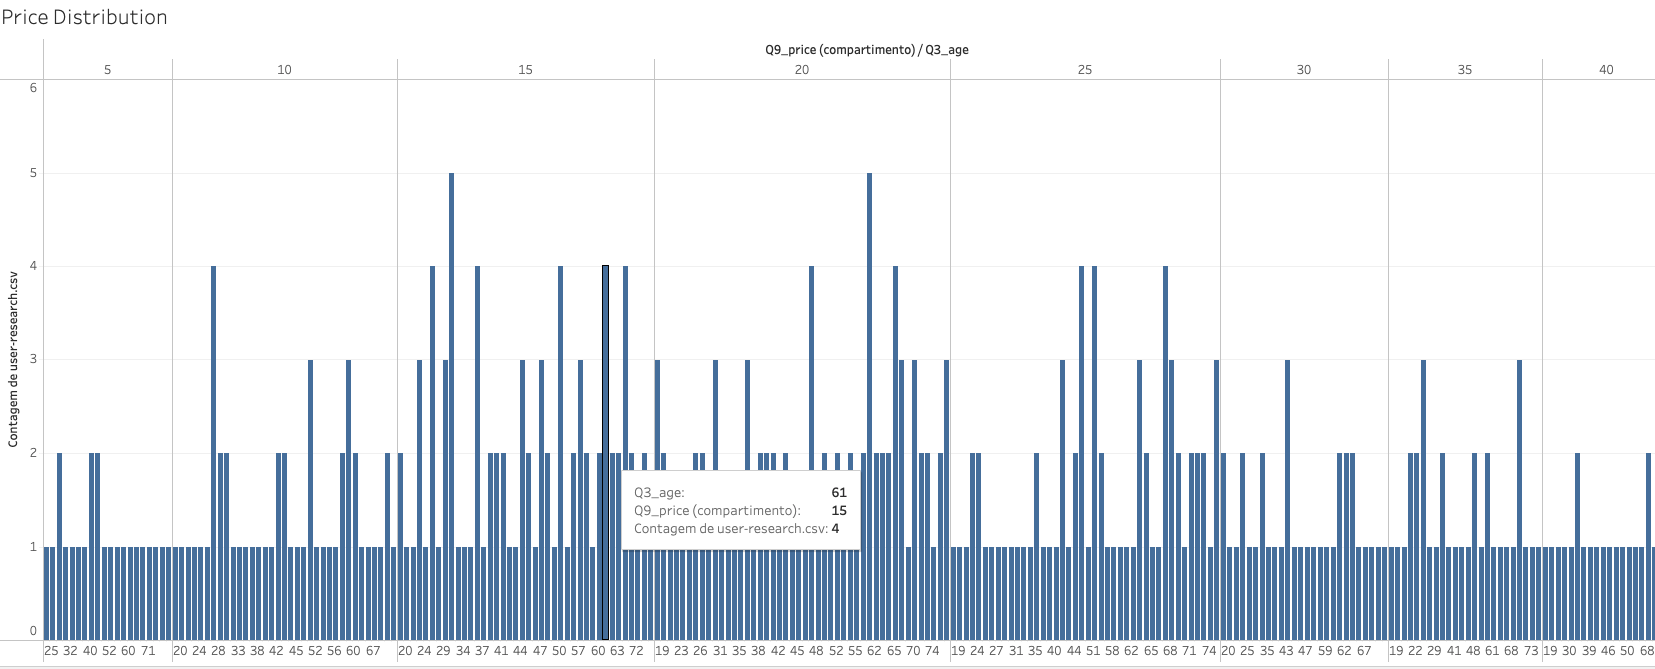 Price Distribution
Q9_price (compartimento) / Q3_age
5 10 15 20 25 30 35 40
6
5
4
3
2
1
0
Contagem de user-research.csv
Q3_age: 61
Q9_price (compartimento): 15
Contagem de user-research.csv: 4
25 32 40 52 60 71 20 24 28 33 38 42 45 52 56 60 67 20 24 29 34 37 41 44 47 50 57 60 63 72 19 23 26 31 35 38 42 45 48 52 55 62 65 70 74 19 24 27 31 35 40 44 51 58 62 65 68 71 74 20 25 35 43 47 59 62 67 19 22 29 41 48 61 68 73 19 30 39 46 50 68